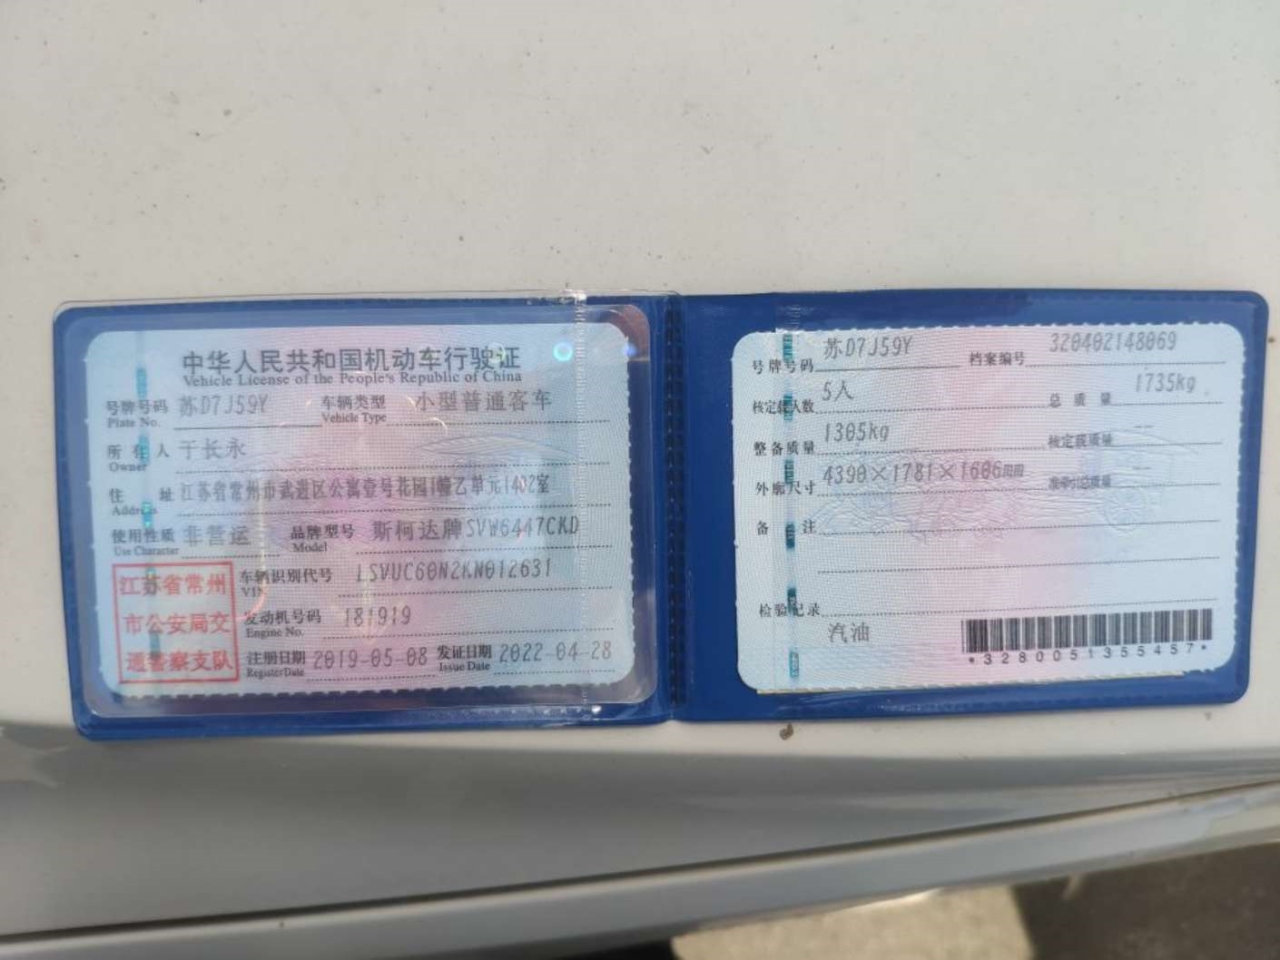 中华人民共和国机动车行驶证
Vehicle License of the People's Republic of China
号牌号码 苏D7J59Y 车辆类型 小型普通客车
Plate No. Vehicle Type
所有人 于长永
Owner
住址 江苏省常州市武进区公寓壹号花园1幢乙单元1402室
Address
使用性质 非营运 品牌型号 斯柯达牌SVW6447CKD
Use Character Model
江苏省常州
市公安局交
通警察支队
车辆识别代号 LSVUC60N2KN012631
VIN
发动机号码 181919
Engine No.
注册日期 2019-05-08 发证日期 2022-04-28
Register Date Issue Date
号牌号码 苏D7J59Y 档案编号 320402148069
核定载人数 5人 总质量 1735kg
整备质量 1305kg 核定载质量 --
外廓尺寸 4390×1781×1606mm 准牵引总质量 --
备注
检验记录
汽油
*3280051355457*